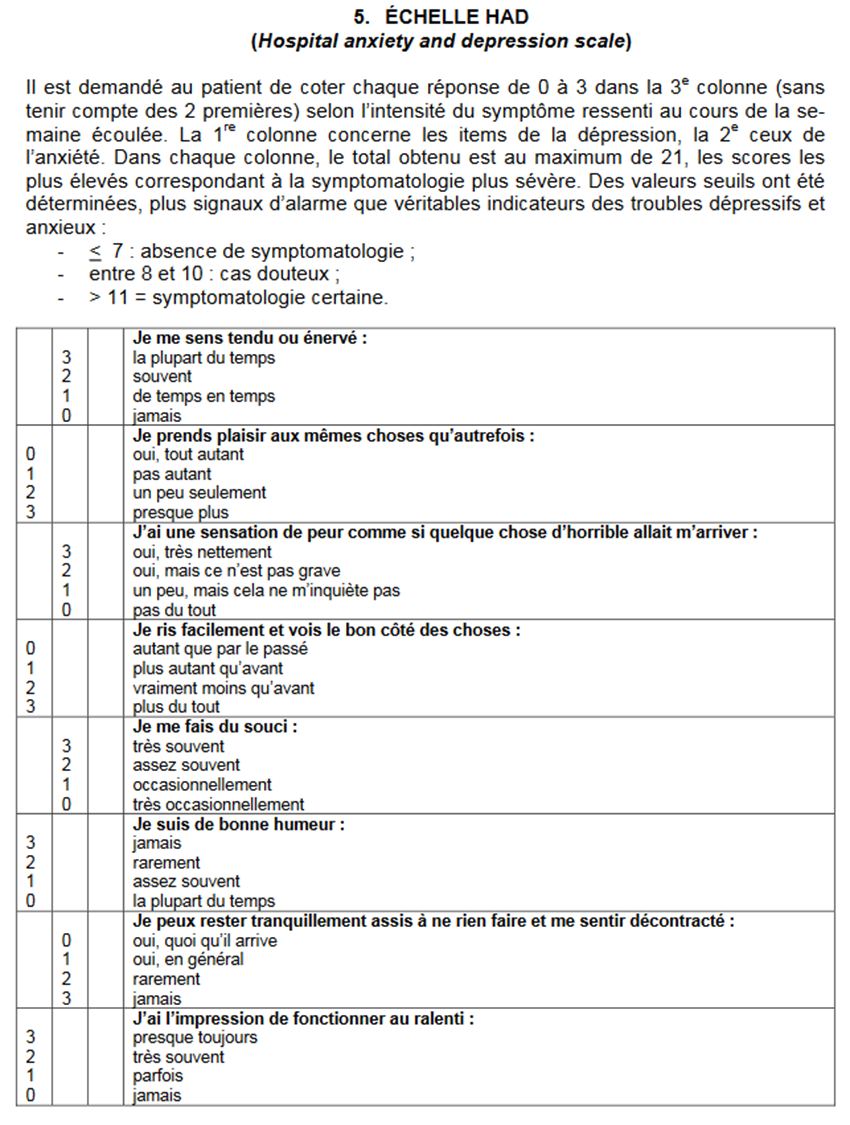 5. ÉCHELLE HAD
(Hospital anxiety and depression scale)
Il est demandé au patient de coter chaque réponse de 0 à 3 dans la 3e colonne (sans
tenir compte des 2 premières) selon l'intensité du symptôme ressenti au cours de la se-
maine écoulée. La 1re colonne concerne les items de la dépression, la 2e ceux de
l'anxiété. Dans chaque colonne, le total obtenu est au maximum de 21, les scores les
plus élevés correspondant à la symptomatologie plus sévère. Des valeurs seuils ont été
déterminées, plus signaux d'alarme que véritables indicateurs des troubles dépressifs et
anxieux :
- ≤ 7 : absence de symptomatologie ;
- entre 8 et 10 : cas douteux ;
- > 11 = symptomatologie certaine.
Je me sens tendu ou énervé :
3 la plupart du temps
2 souvent
1 de temps en temps
0 jamais
Je prends plaisir aux mêmes choses qu'autrefois :
0 oui, tout autant
1 pas autant
2 un peu seulement
3 presque plus
J'ai une sensation de peur comme si quelque chose d'horrible allait m'arriver :
3 oui, très nettement
2 oui, mais ce n'est pas grave
1 un peu, mais cela ne m'inquiète pas
0 pas du tout
Je ris facilement et vois le bon côté des choses :
0 autant que par le passé
1 plus autant qu'avant
2 vraiment moins qu'avant
3 plus du tout
Je me fais du souci :
3 très souvent
2 assez souvent
1 occasionnellement
0 très occasionnellement
Je suis de bonne humeur :
3 jamais
2 rarement
1 assez souvent
0 la plupart du temps
Je peux rester tranquillement assis à ne rien faire et me sentir décontracté :
0 oui, quoi qu'il arrive
1 oui, en général
2 rarement
3 jamais
J'ai l'impression de fonctionner au ralenti :
3 presque toujours
2 très souvent
1 parfois
0 jamais